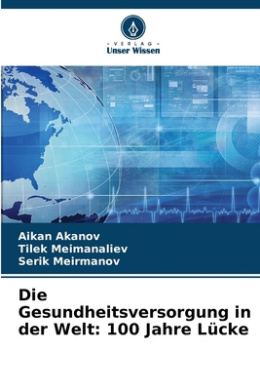 • VERLAG •
Unser Wissen
Aikan Akanov
Tilek Meimanaliev
Serik Meirmanov
Die
Gesundheitsversorgung in
der Welt: 100 Jahre Lücke